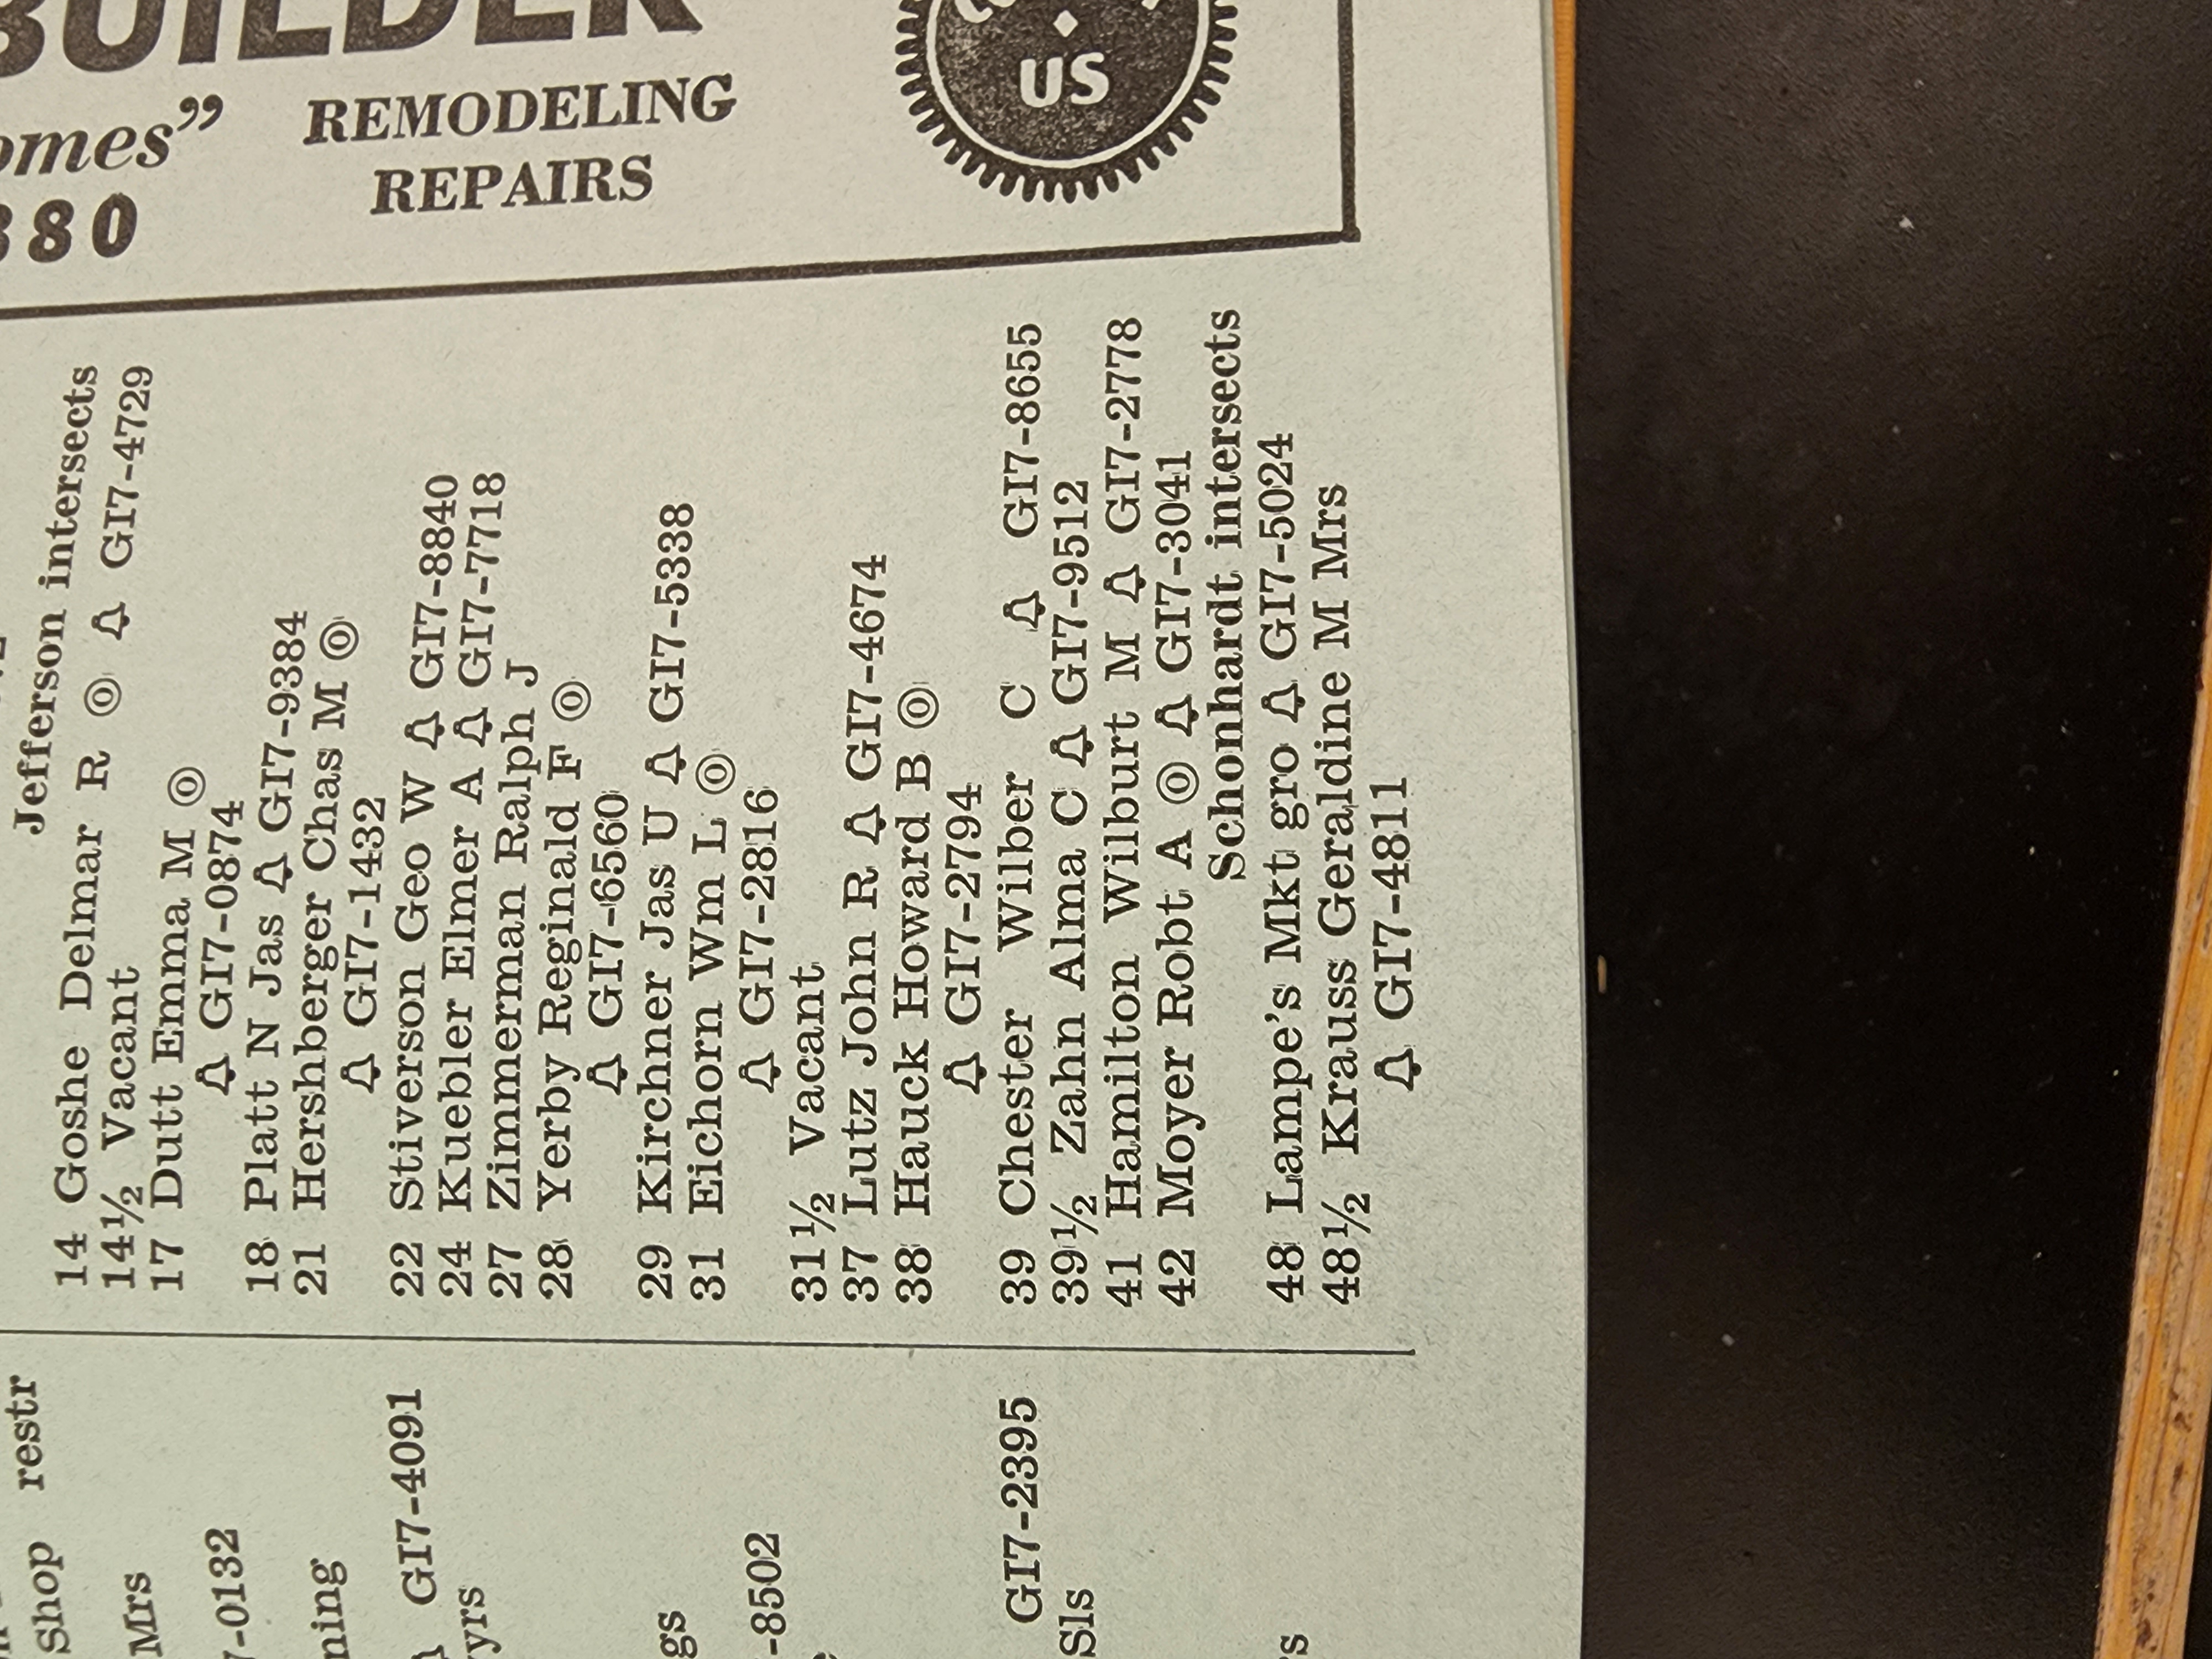 BUILDER
omes”
REMODELING
REPAIRS
880
US
Jefferson intersects
14 Goshe Delmar R ⌾ 🔔 GI7-4729
14½ Vacant
17 Dutt Emma M ⌾
🔔 GI7-0874
18 Platt N Jas 🔔 GI7-9384
21 Hershberger Chas M ⌾
🔔 GI7-1432
22 Stiverson Geo W 🔔 GI7-8840
24 Kuebler Elmer A 🔔 GI7-7718
27 Zimmerman Ralph J
28 Yerby Reginald F ⌾
🔔 GI7-6560
29 Kirchner Jas U 🔔 GI7-5338
31 Eichorn Wm L ⌾
🔔 GI7-2816
31½ Vacant
37 Lutz John R 🔔 GI7-4674
38 Hauck Howard B ⌾
🔔 GI7-2794
39 Chester Wilber C 🔔 GI7-8655
39½ Zahn Alma C 🔔 GI7-9512
41 Hamilton Wilburt M 🔔 GI7-2778
42 Moyer Robt A ⌾ 🔔 GI7-3041
Schonhardt intersects
48 Lampe's Mkt gro 🔔 GI7-5024
48½ Krauss Geraldine M Mrs
🔔 GI7-4811
Shop restr
Mrs
7-0132
ning
🔔 GI7-4091
yrs
gs
-8502
GI7-2395
Sls
rs